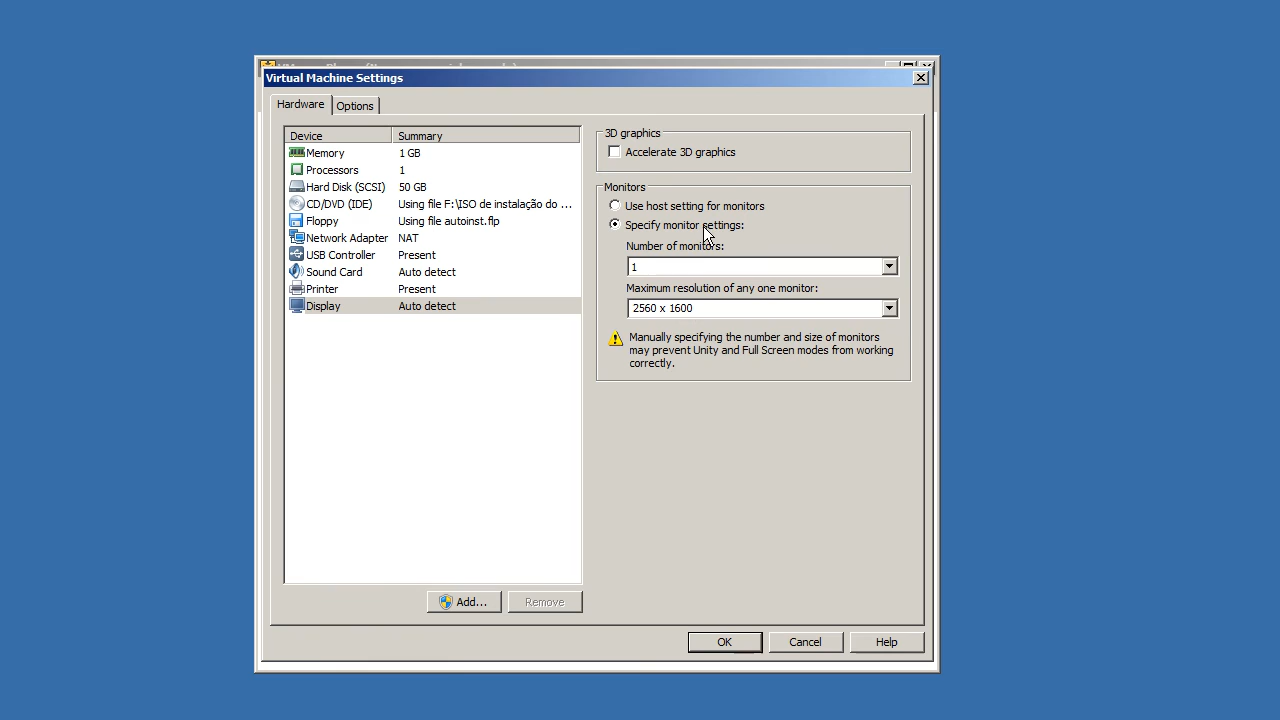 Virtual Machine Settings
Hardware Options
Device Summary
Memory 1 GB
Processors 1
Hard Disk (SCSI) 50 GB
CD/DVD (IDE) Using file F:\ISO de instalação do ...
Floppy Using file autoinst.flp
Network Adapter NAT
USB Controller Present
Sound Card Auto detect
Printer Present
Display Auto detect
Add... Remove
3D graphics
Accelerate 3D graphics
Monitors
Use host setting for monitors
Specify monitor settings:
Number of monitors:
1
Maximum resolution of any one monitor:
2560 x 1600
Manually specifying the number and size of monitors
may prevent Unity and Full Screen modes from working
correctly.
OK Cancel Help